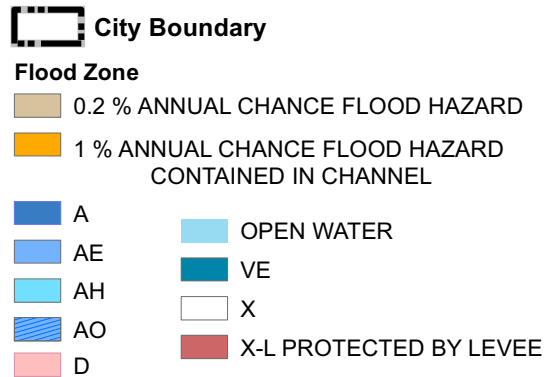 City Boundary
Flood Zone
0.2 % ANNUAL CHANCE FLOOD HAZARD
1 % ANNUAL CHANCE FLOOD HAZARD
CONTAINED IN CHANNEL
A
AE
AH
AO
D
OPEN WATER
VE
X
X-L PROTECTED BY LEVEE